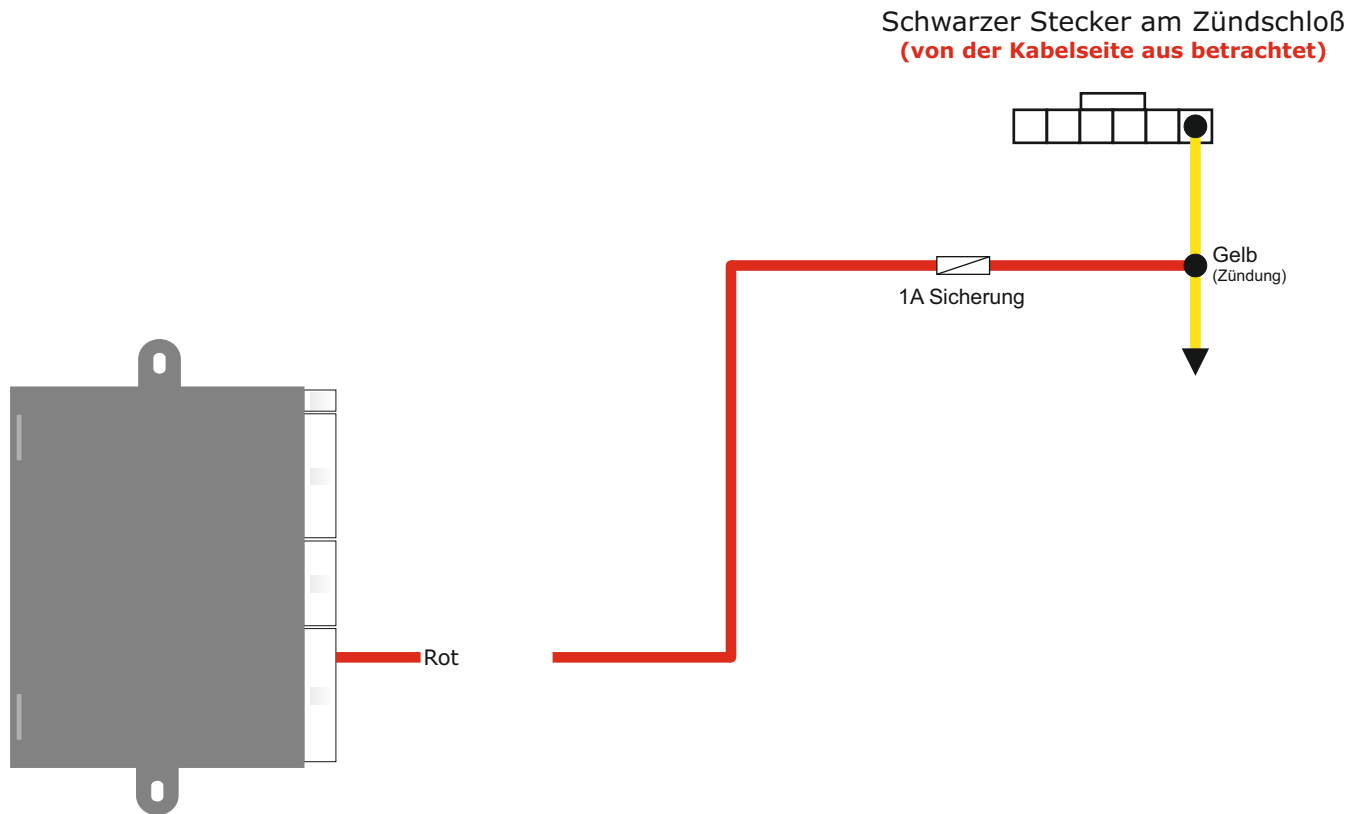 Schwarzer Stecker am Zündschloß
(von der Kabelseite aus betrachtet)
Gelb
(Zündung)
1A Sicherung
Rot